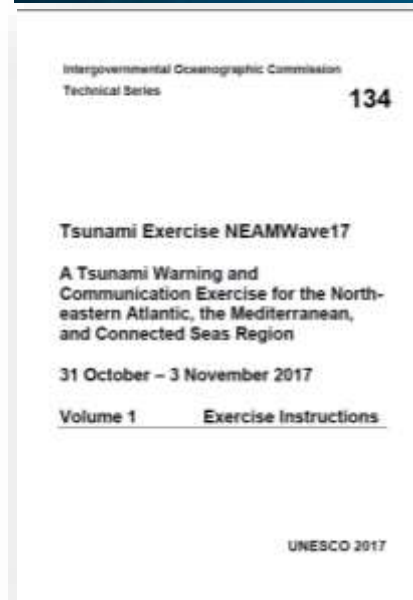 Intergovernmental Oceanographic Commission
Technical Series
134
Tsunami Exercise NEAMWave17
A Tsunami Warning and
Communication Exercise for the North-
eastern Atlantic, the Mediterranean,
and Connected Seas Region
31 October – 3 November 2017
Volume 1 Exercise Instructions
UNESCO 2017